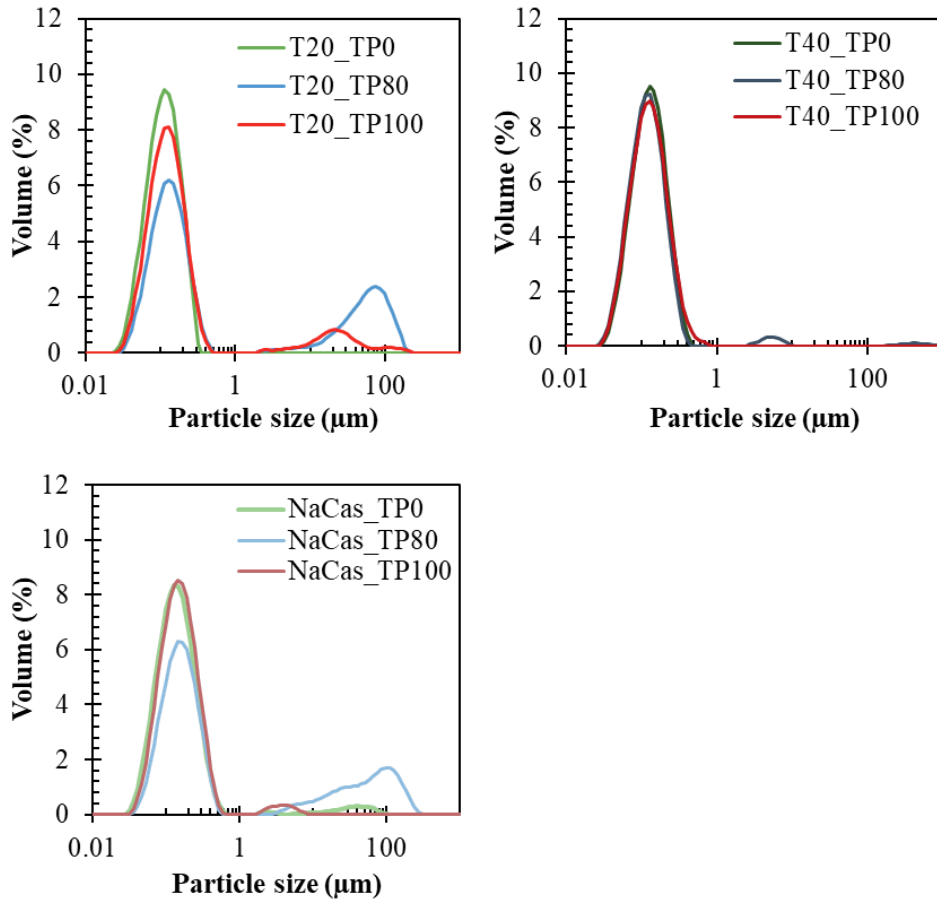 12
10
8
6
4
2
0
Volume (%)
T20_TP0
T20_TP80
T20_TP100
0.01
1
100
Particle size (μm)
12
10
8
6
4
2
0
Volume (%)
T40_TP0
T40_TP80
T40_TP100
0.01
1
100
Particle size (μm)
12
10
8
6
4
2
0
Volume (%)
NaCas_TP0
NaCas_TP80
NaCas_TP100
0.01
1
100
Particle size (μm)